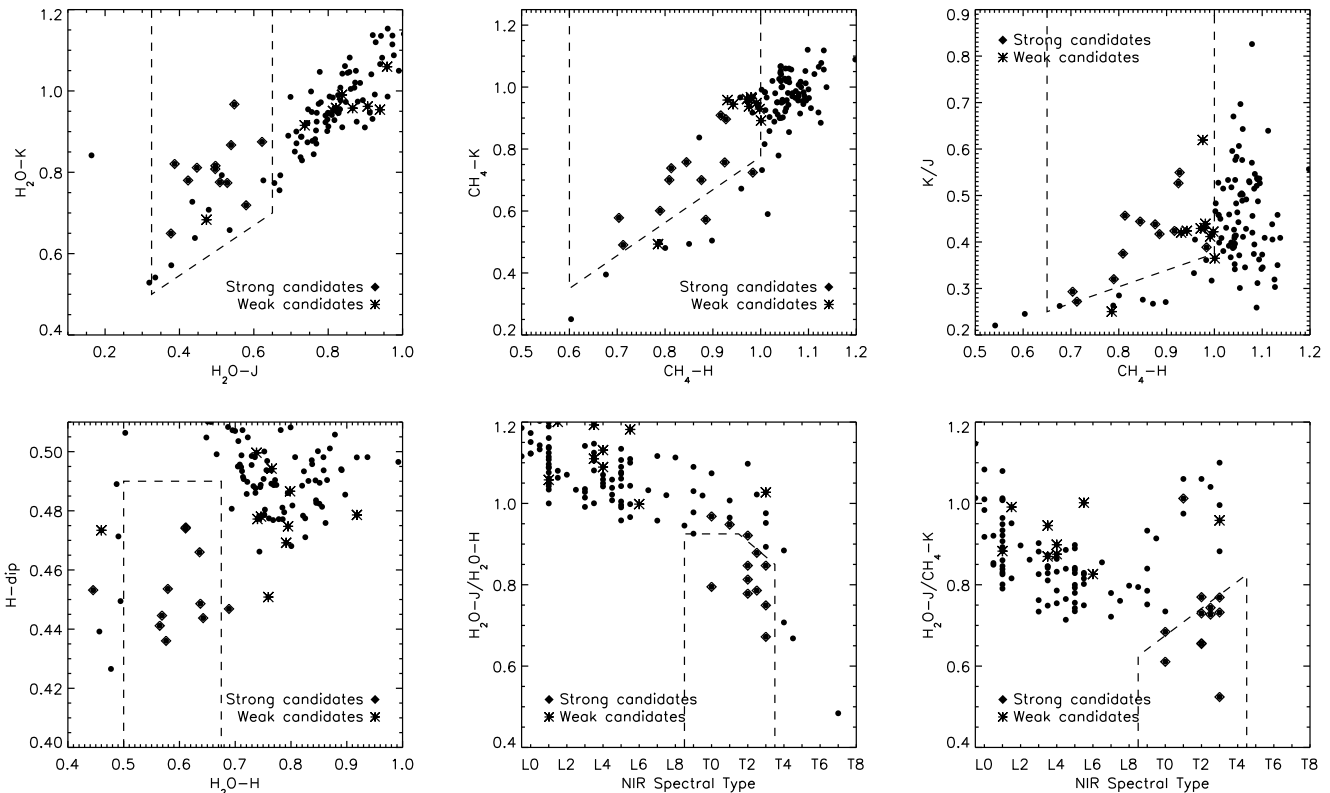 1.2
1.0
0.8
0.6
0.4
H₂O–K
0.2 0.4 0.6 0.8 1.0
H₂O–J
Strong candidates
Weak candidates
1.2
1.0
0.8
0.6
0.4
0.2
CH₄–K
0.5 0.6 0.7 0.8 0.9 1.0 1.1 1.2
CH₄–H
Strong candidates
Weak candidates
0.9
0.8
0.7
0.6
0.5
0.4
0.3
0.2
K/J
0.5 0.6 0.7 0.8 0.9 1.0 1.1 1.2
CH₄–H
Strong candidates
Weak candidates
0.50
0.48
0.46
0.44
0.42
0.40
H–dip
0.4 0.5 0.6 0.7 0.8 0.9 1.0
H₂O–H
Strong candidates
Weak candidates
1.2
1.0
0.8
0.6
0.4
H₂O–J/H₂O–H
L0 L2 L4 L6 L8 T0 T2 T4 T6 T8
NIR Spectral Type
Strong candidates
Weak candidates
1.2
1.0
0.8
0.6
0.4
H₂O–J/CH₄–K
L0 L2 L4 L6 L8 T0 T2 T4 T6 T8
NIR Spectral Type
Strong candidates
Weak candidates